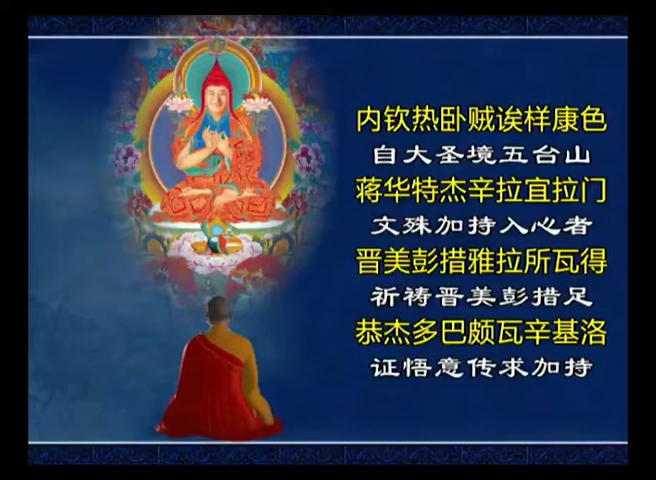 内钦热卧贼诶样康色
自大圣境五台山
蒋华特杰辛拉宜拉门
文殊加持入心者
晋美彭措雅拉所瓦得
祈祷晋美彭措足
恭杰多巴颇瓦辛基洛
证悟意传求加持